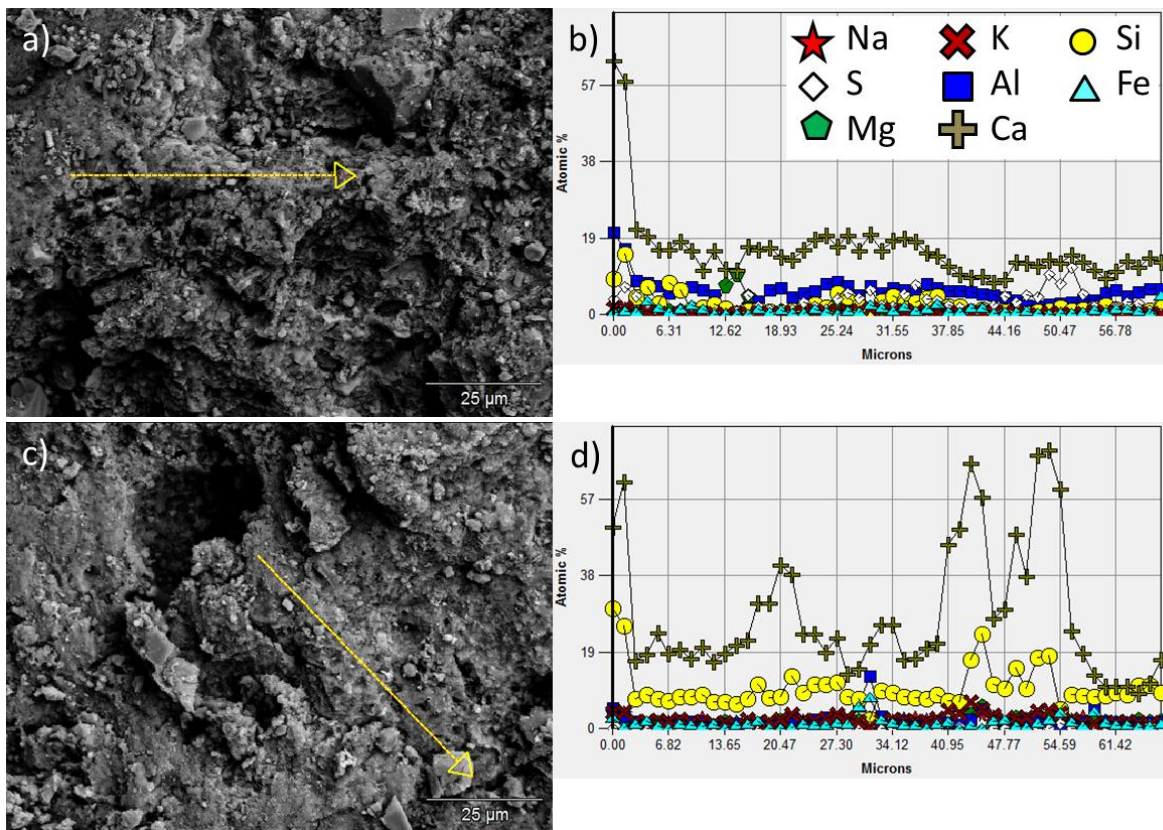 a)
25 µm
b)
Na K Si
S Al Fe
Mg Ca
57
38
19
0
Atomic %
0.00 6.31 12.62 18.93 25.24 31.55 37.85 44.16 50.47 56.78
Microns
c)
25 µm
d)
57
38
19
0
Atomic %
0.00 6.82 13.65 20.47 27.30 34.12 40.95 47.77 54.59 61.42
Microns